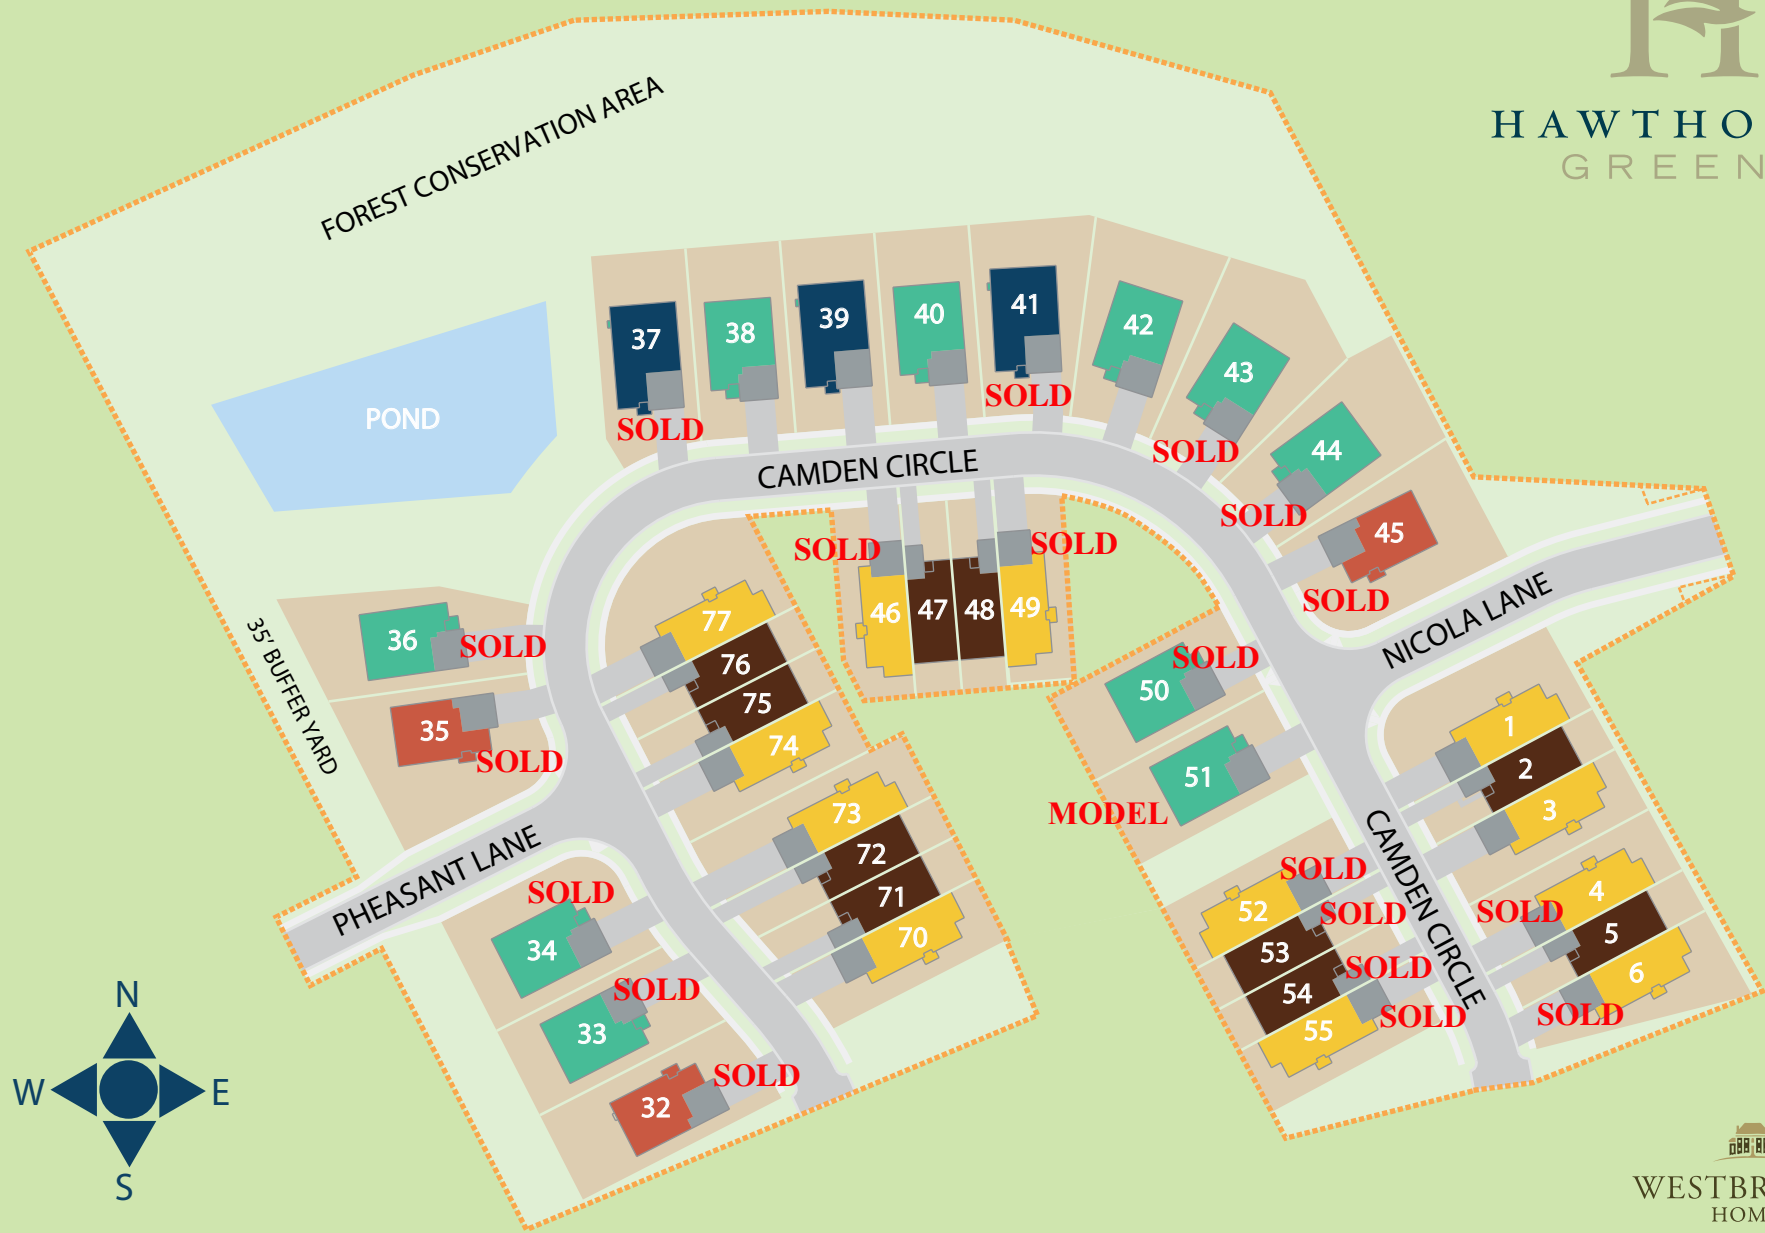 HAWTHO
GREEN
FOREST CONSERVATION AREA
POND
37
SOLD
38
39
40
41
SOLD
42
43
SOLD
44
SOLD
45
SOLD
CAMDEN CIRCLE
NICOLA LANE
SOLD
46
47
48
49
SOLD
36
SOLD
35
SOLD
35' BUFFER YARD
77
76
75
74
73
72
71
70
50
SOLD
51
MODEL
1
2
3
CAMDEN CIRCLE
4
SOLD
5
6
SOLD
52
SOLD
53
SOLD
54
SOLD
55
SOLD
PHEASANT LANE
34
SOLD
33
SOLD
32
SOLD
N
W
E
S
WESTBR
HOM